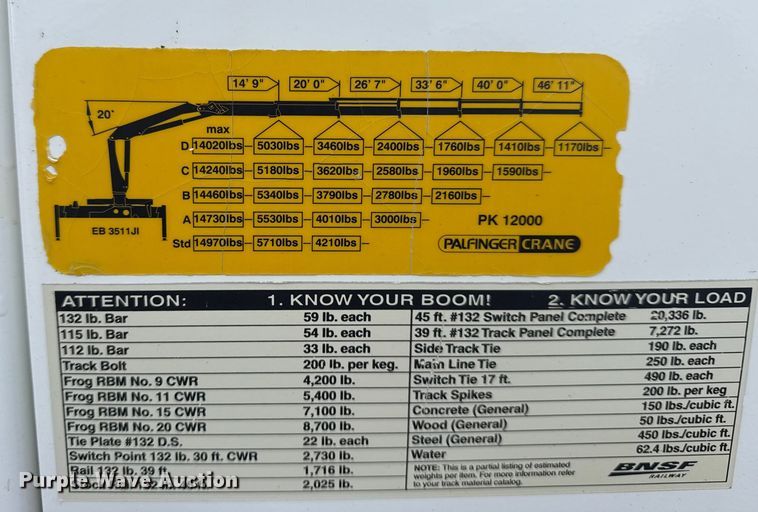 14' 9" 20' 0" 26' 7" 33' 6" 40' 0" 46' 11"
20°
max
D 14020lbs 5030lbs 3460lbs 2400lbs 1760lbs 1410lbs 1170lbs
C 14240lbs 5180lbs 3620lbs 2580lbs 1960lbs 1590lbs
B 14460lbs 5340lbs 3790lbs 2780lbs 2160lbs
A 14730lbs 5530lbs 4010lbs 3000lbs PK 12000
EB 3511JI
Std 14970lbs 5710lbs 4210lbs PALFINGER CRANE
ATTENTION: 1. KNOW YOUR BOOM! 2. KNOW YOUR LOAD
132 lb. Bar 59 lb. each 45 ft. #132 Switch Panel Complete 20,336 lb.
115 lb. Bar 54 lb. each 39 ft. #132 Track Panel Complete 7,272 lb.
112 lb. Bar 33 lb. each Side Track Tie 190 lb. each
Track Bolt 200 lb. per keg. Main Line Tie 250 lb. each
Frog RBM No. 9 CWR 4,200 lb. Switch Tie 17 ft. 490 lb. each
Frog RBM No. 11 CWR 5,400 lb. Track Spikes 200 lb. per keg
Frog RBM No. 15 CWR 7,100 lb. Concrete (General) 150 lbs./cubic ft.
Frog RBM No. 20 CWR 8,700 lb. Wood (General) 50 lbs./cubic ft.
Tie Plate #132 D.S. 22 lb. each Steel (General) 450 lbs./cubic ft.
Switch Point 132 lb. 30 ft. CWR 2,730 lb. Water 62.4 lbs./cubic ft.
Rail 132 lb. 39 ft. 1,716 lb. NOTE: This is a partial listing of estimated
weights per item. For more information refer
to your track material catalog.
BNSF
RAILWAY
2,025 lb.
Purple Wave Auction